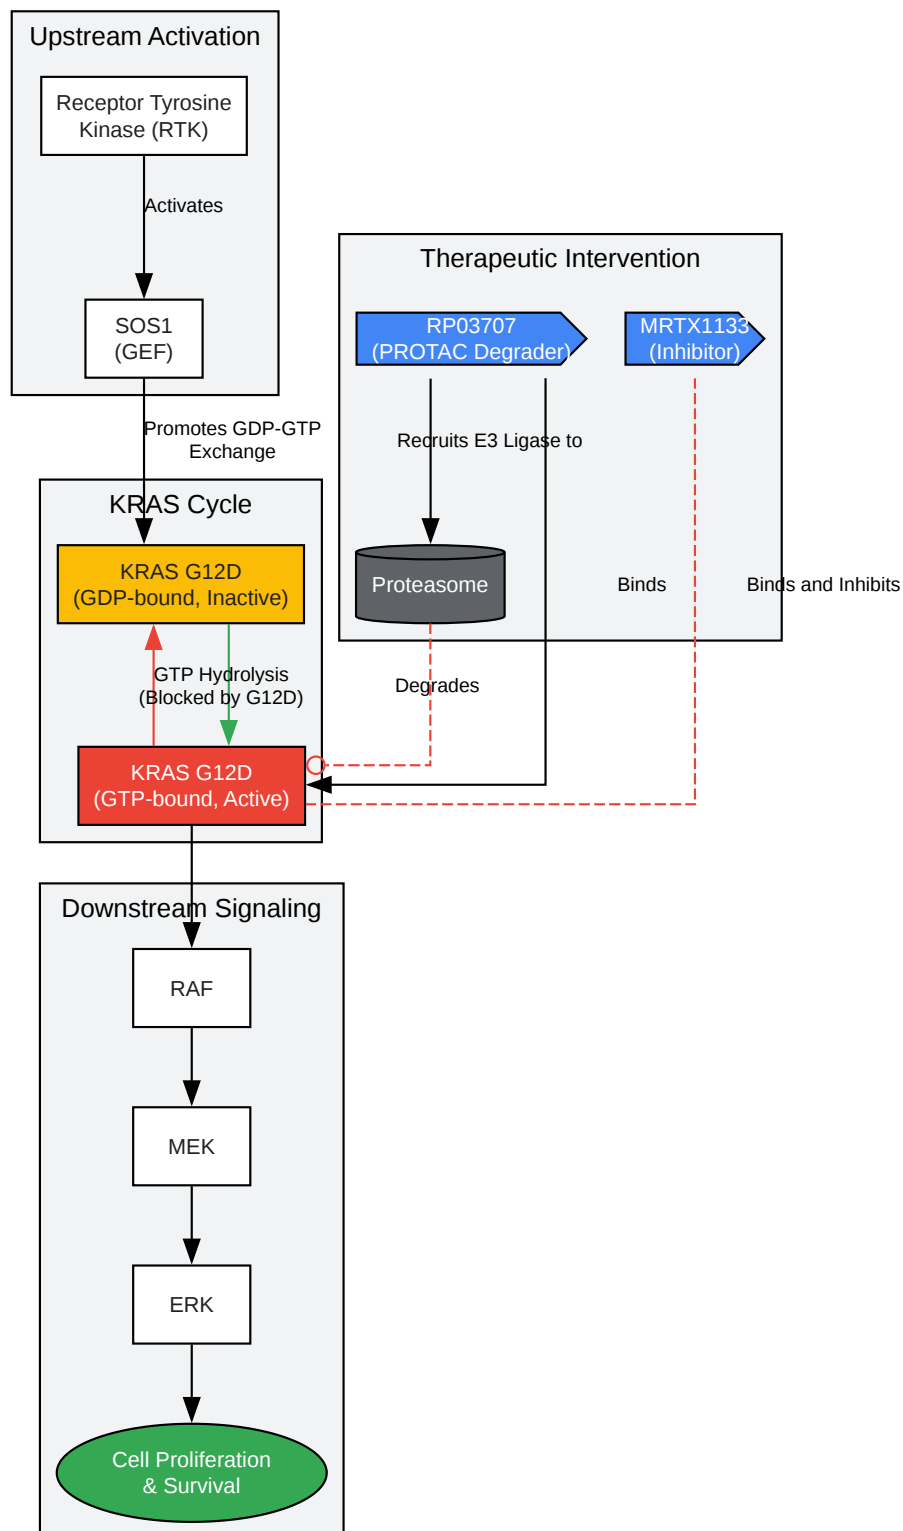 Upstream Activation
Receptor Tyrosine
Kinase (RTK)
Activates
SOS1
(GEF)
Promotes GDP-GTP
Exchange
Therapeutic Intervention
RP03707
(PROTAC Degrader)
MRTX1133
(Inhibitor)
Recruits E3 Ligase to
Proteasome
Binds
Binds and Inhibits
Degrades
KRAS Cycle
KRAS G12D
(GDP-bound, Inactive)
GTP Hydrolysis
(Blocked by G12D)
KRAS G12D
(GTP-bound, Active)
Downstream Signaling
RAF
MEK
ERK
Cell Proliferation
& Survival